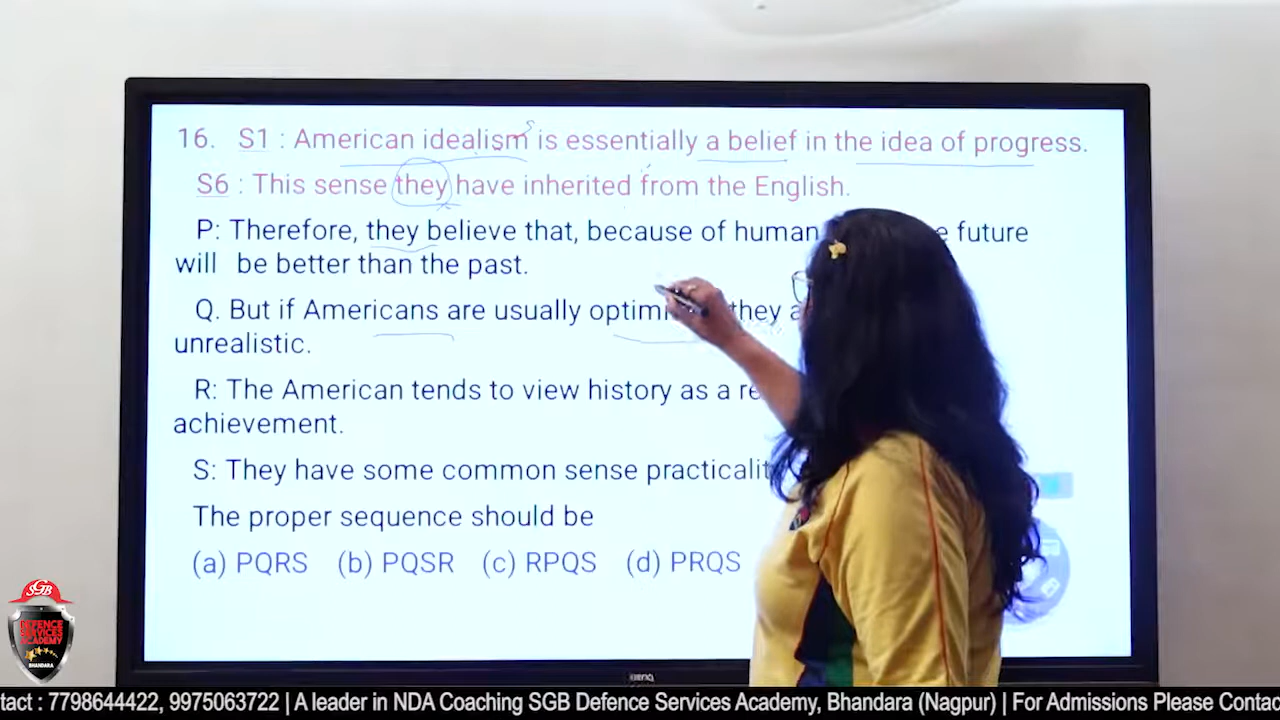 16. S1 : American idealism is essentially a belief in the idea of progress.
S6 : This sense they have inherited from the English.
P: Therefore, they believe that, because of human future
will be better than the past.
Q. But if Americans are usually they
unrealistic.
R: The American tends to view history as a
achievement.
S: They have some common sense
The proper sequence should be
(a) PQRS (b) PQSR (c) RPQS (d) PRQS
BenQ
SGB
DEFENCE
SERVICES
ACADEMY
BHANDARA
: 7798644422, 9975063722 | A leader in NDA Coaching SGB Defence Services Academy, Bhandara (Nagpur) | For Admissions Please